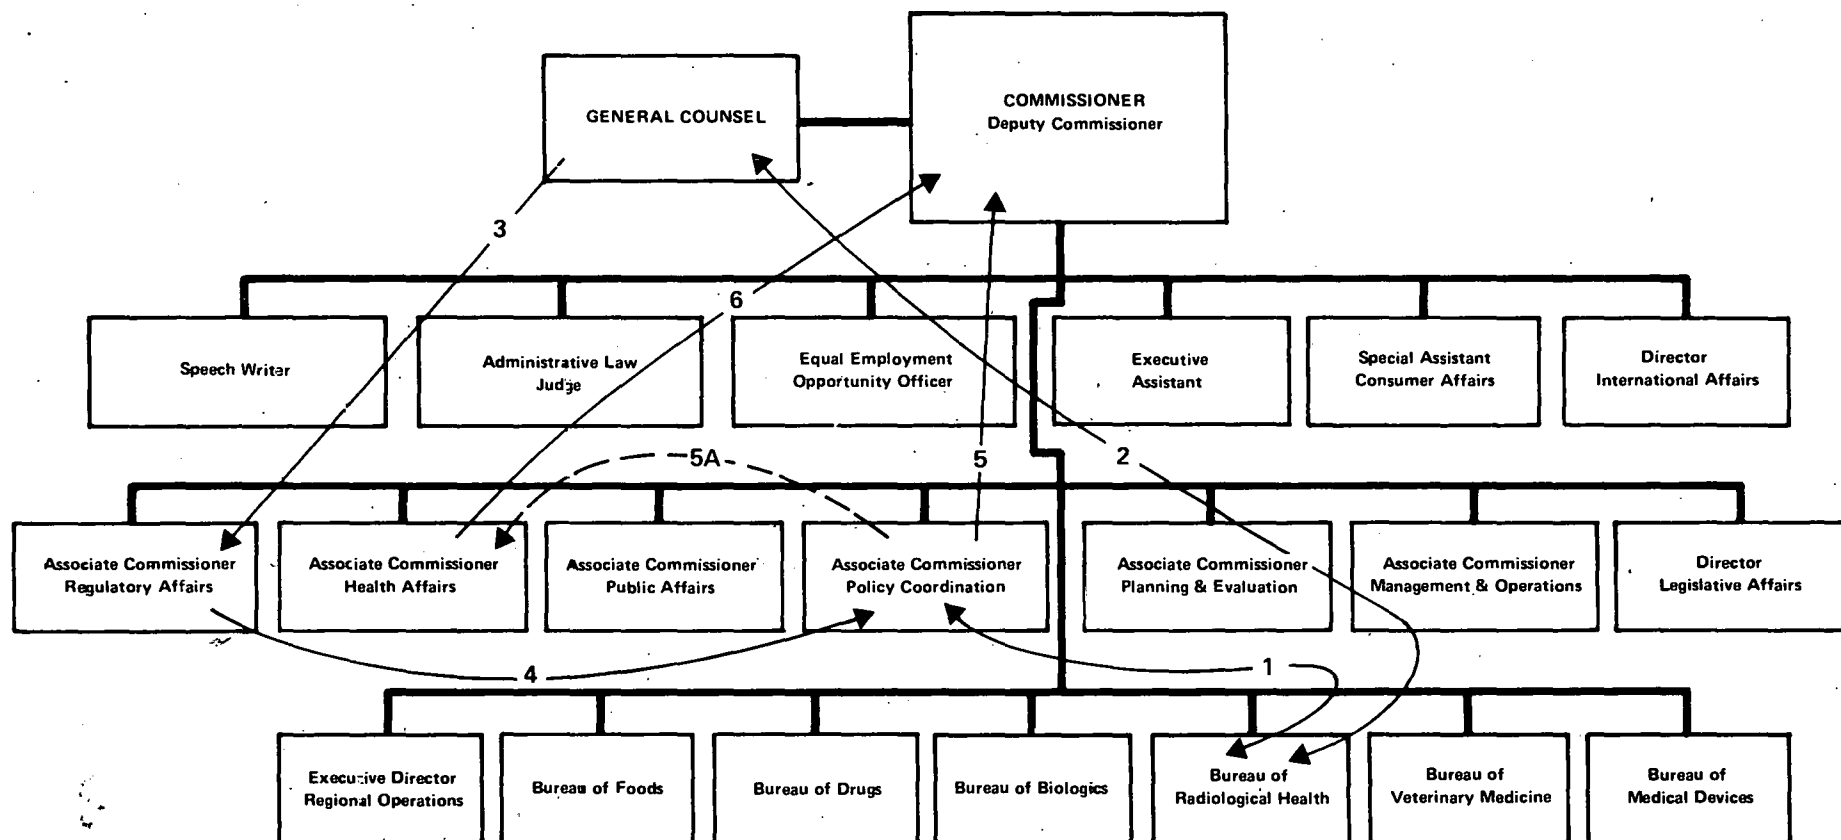 GENERAL COUNSEL
COMMISSIONER
Deputy Commissioner
3
6
Speech Writer
Administrative Law
Judge
Equal Employment
Opportunity Officer
Executive
Assistant
Special Assistant
Consumer Affairs
Director
International Affairs
5A
5
2
Associate Commissioner
Regulatory Affairs
Associate Commissioner
Health Affairs
Associate Commissioner
Public Affairs
Associate Commissioner
Policy Coordination
Associate Commissioner
Planning & Evaluation
Associate Commissioner
Management & Operations
Director
Legislative Affairs
4
1
Executive Director
Regional Operations
Bureau of Foods
Bureau of Drugs
Bureau of Biologics
Bureau of
Radiological Health
Bureau of
Veterinary Medicine
Bureau of
Medical Devices